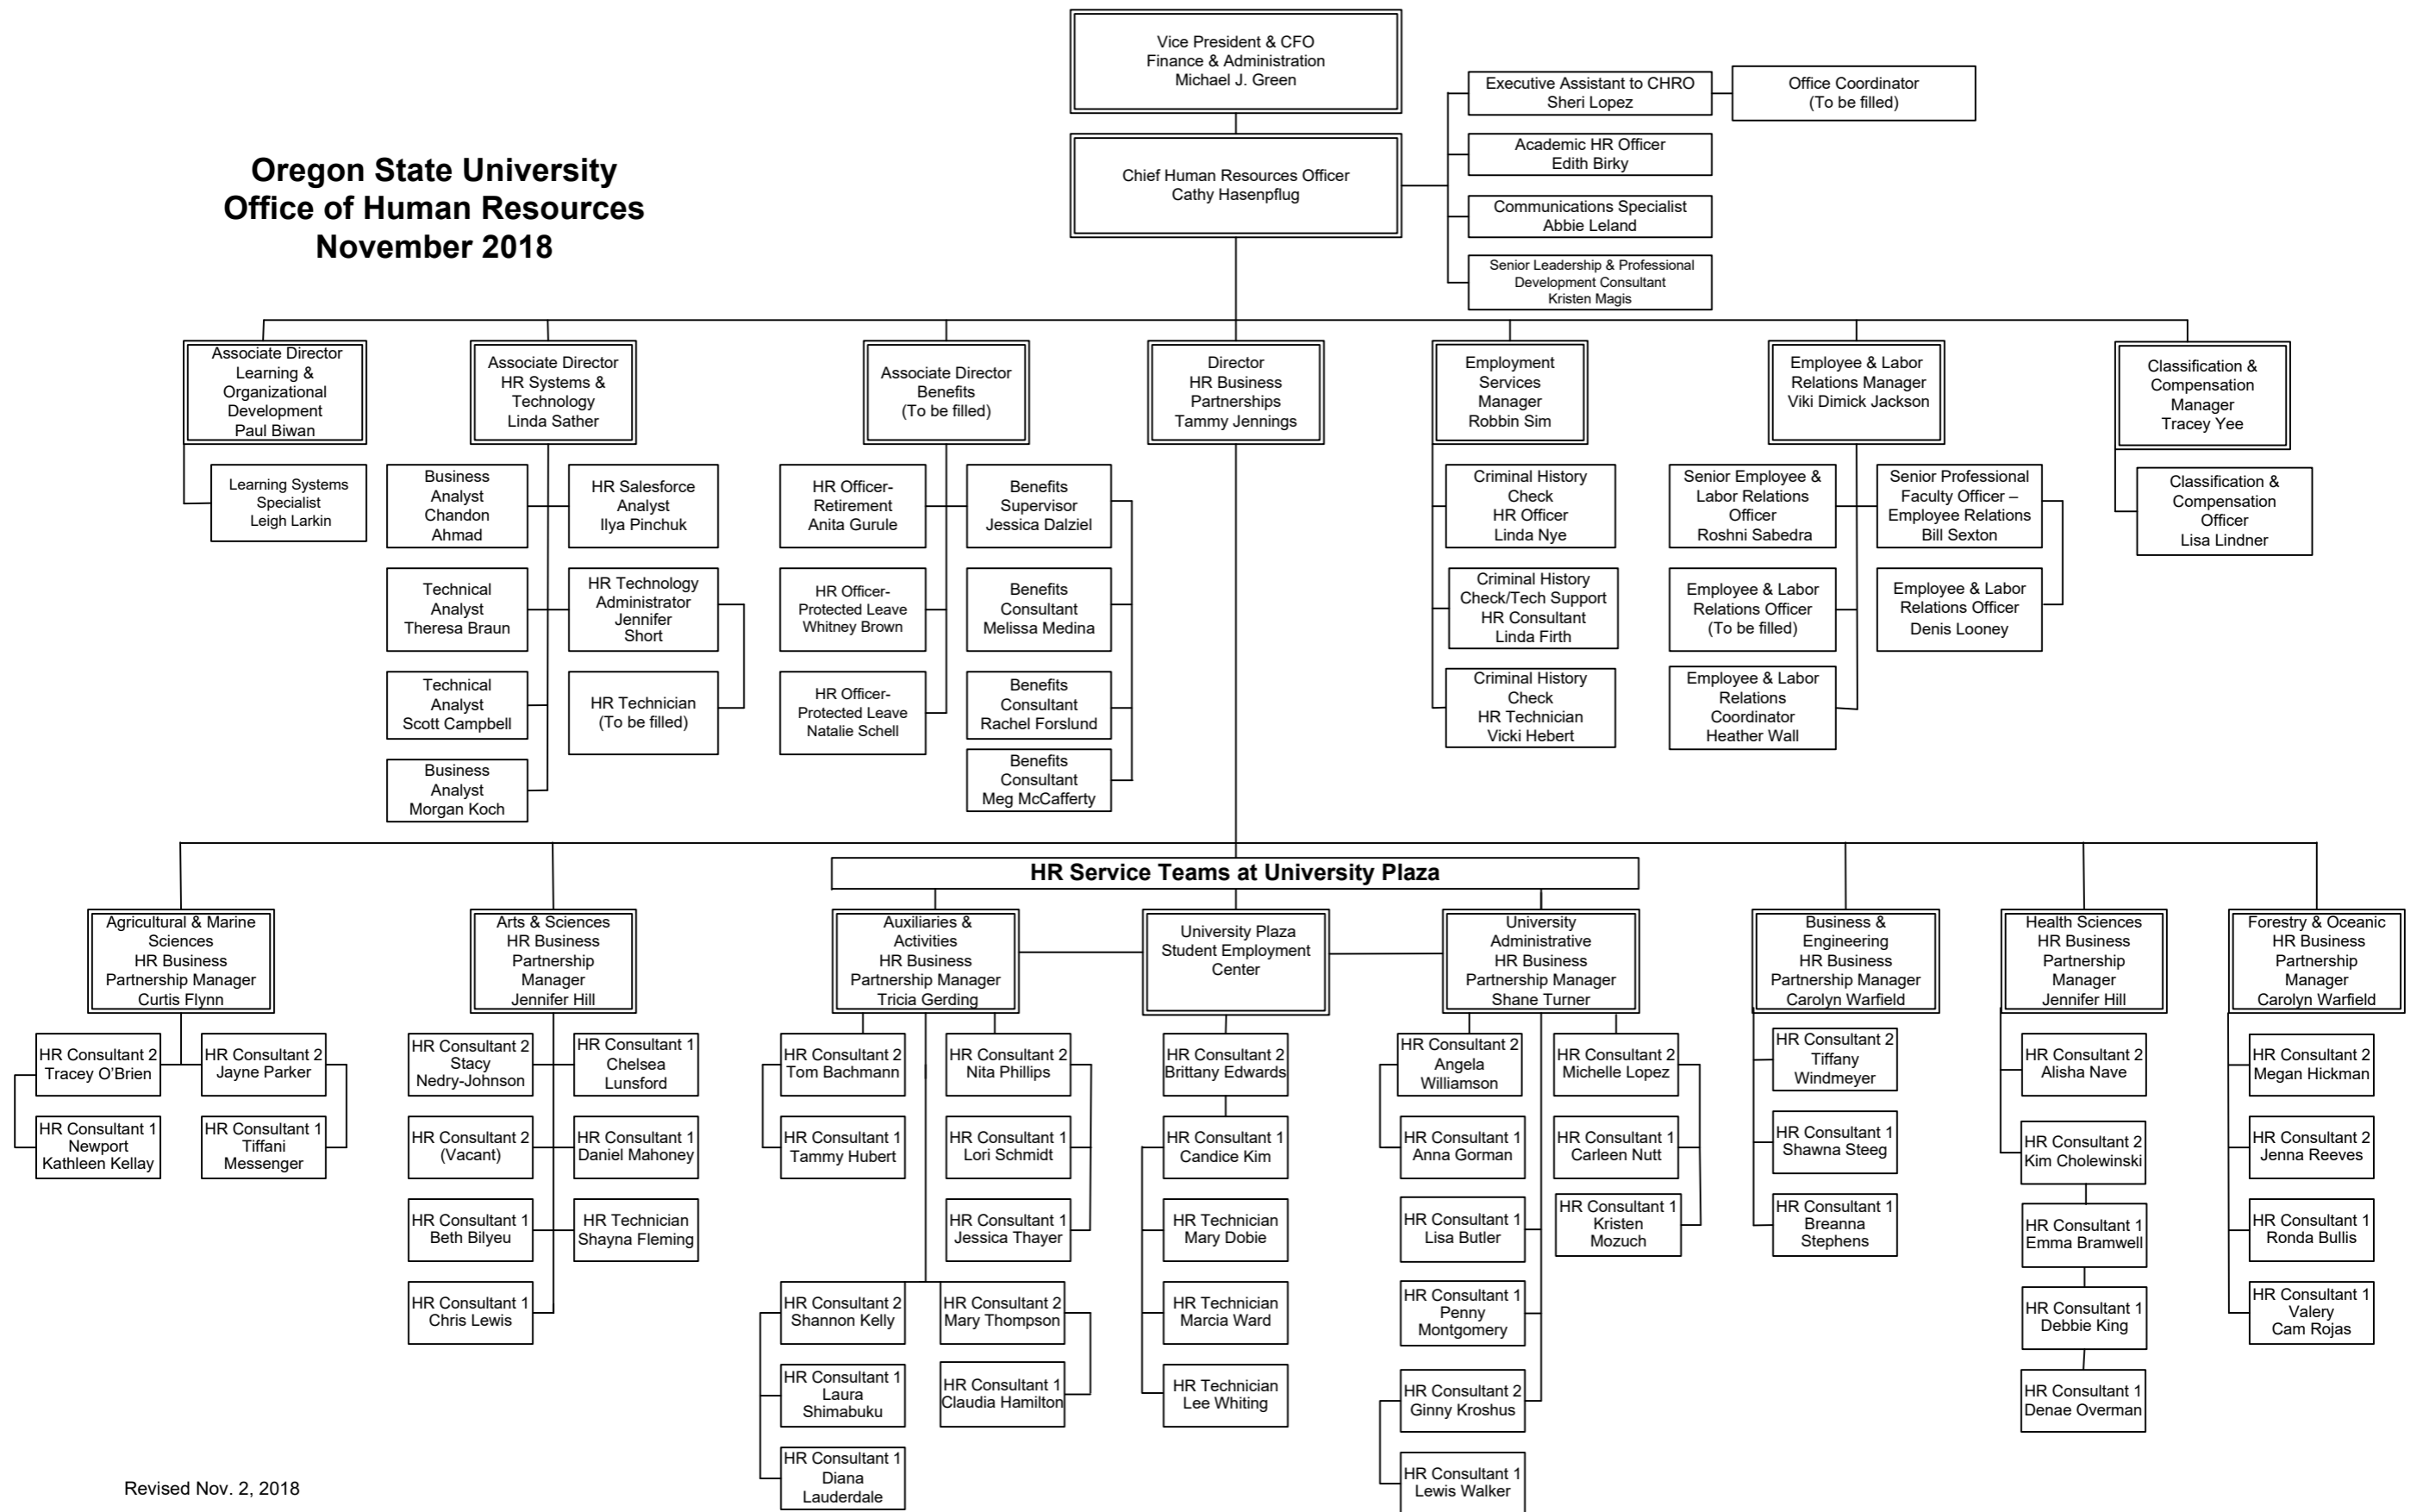 Vice President & CFO
Finance & Administration
Michael J. Green
Executive Assistant to CHRO
Sheri Lopez
Office Coordinator
(To be filled)
Oregon State University
Office of Human Resources
November 2018
Chief Human Resources Officer
Cathy Hasenpflug
Academic HR Officer
Edith Birky
Communications Specialist
Abbie Leland
Senior Leadership & Professional
Development Consultant
Kristen Magis
Associate Director
Learning &
Organizational
Development
Paul Biwan
Associate Director
HR Systems &
Technology
Linda Sather
Associate Director
Benefits
(To be filled)
Director
HR Business
Partnerships
Tammy Jennings
Employment
Services
Manager
Robbin Sim
Employee & Labor
Relations Manager
Viki Dimick Jackson
Classification &
Compensation
Manager
Tracey Yee
Learning Systems
Specialist
Leigh Larkin
Business
Analyst
Chandon
Ahmad
HR Salesforce
Analyst
Ilya Pinchuk
Technical
Analyst
Theresa Braun
HR Technology
Administrator
Jennifer
Short
Technical
Analyst
Scott Campbell
HR Technician
(To be filled)
Business
Analyst
Morgan Koch
HR Officer-
Retirement
Anita Gurule
Benefits
Supervisor
Jessica Dalziel
HR Officer-
Protected Leave
Whitney Brown
Benefits
Consultant
Melissa Medina
HR Officer-
Protected Leave
Natalie Schell
Benefits
Consultant
Rachel Forslund
Benefits
Consultant
Meg McCafferty
Criminal History
Check
HR Officer
Linda Nye
Criminal History
Check/Tech Support
HR Consultant
Linda Firth
Criminal History
Check
HR Technician
Vicki Hebert
Senior Employee &
Labor Relations
Officer
Roshni Sabedra
Senior Professional
Faculty Officer –
Employee Relations
Bill Sexton
Employee & Labor
Relations Officer
(To be filled)
Employee & Labor
Relations Officer
Denis Looney
Employee & Labor
Relations
Coordinator
Heather Wall
Classification &
Compensation
Officer
Lisa Lindner
HR Service Teams at University Plaza
Agricultural & Marine
Sciences
HR Business
Partnership Manager
Curtis Flynn
Arts & Sciences
HR Business
Partnership
Manager
Jennifer Hill
Auxiliaries &
Activities
HR Business
Partnership Manager
Tricia Gerding
University Plaza
Student Employment
Center
University
Administrative
HR Business
Partnership Manager
Shane Turner
Business &
Engineering
HR Business
Partnership Manager
Carolyn Warfield
Health Sciences
HR Business
Partnership
Manager
Jennifer Hill
Forestry & Oceanic
HR Business
Partnership
Manager
Carolyn Warfield
HR Consultant 2
Tracey O’Brien
HR Consultant 2
Jayne Parker
HR Consultant 1
Newport
Kathleen Kellay
HR Consultant 1
Tiffani
Messenger
HR Consultant 2
Stacy
Nedry-Johnson
HR Consultant 1
Chelsea
Lunsford
HR Consultant 2
(Vacant)
HR Consultant 1
Daniel Mahoney
HR Consultant 1
Beth Bilyeu
HR Technician
Shayna Fleming
HR Consultant 1
Chris Lewis
HR Consultant 2
Tom Bachmann
HR Consultant 2
Nita Phillips
HR Consultant 1
Tammy Hubert
HR Consultant 1
Lori Schmidt
HR Consultant 1
Jessica Thayer
HR Consultant 2
Shannon Kelly
HR Consultant 2
Mary Thompson
HR Consultant 1
Laura
Shimabuku
HR Consultant 1
Claudia Hamilton
HR Consultant 1
Diana
Lauderdale
HR Consultant 2
Brittany Edwards
HR Consultant 1
Candice Kim
HR Technician
Mary Dobie
HR Technician
Marcia Ward
HR Technician
Lee Whiting
HR Consultant 2
Angela
Williamson
HR Consultant 2
Michelle Lopez
HR Consultant 1
Anna Gorman
HR Consultant 1
Carleen Nutt
HR Consultant 1
Lisa Butler
HR Consultant 1
Kristen
Mozuch
HR Consultant 1
Penny
Montgomery
HR Consultant 2
Ginny Kroshus
HR Consultant 1
Lewis Walker
HR Consultant 2
Tiffany
Windmeyer
HR Consultant 1
Shawna Steeg
HR Consultant 1
Breanna
Stephens
HR Consultant 2
Alisha Nave
HR Consultant 2
Kim Cholewinski
HR Consultant 1
Emma Bramwell
HR Consultant 1
Debbie King
HR Consultant 1
Denae Overman
HR Consultant 2
Megan Hickman
HR Consultant 2
Jenna Reeves
HR Consultant 1
Ronda Bullis
HR Consultant 1
Valery
Cam Rojas
Revised Nov. 2, 2018